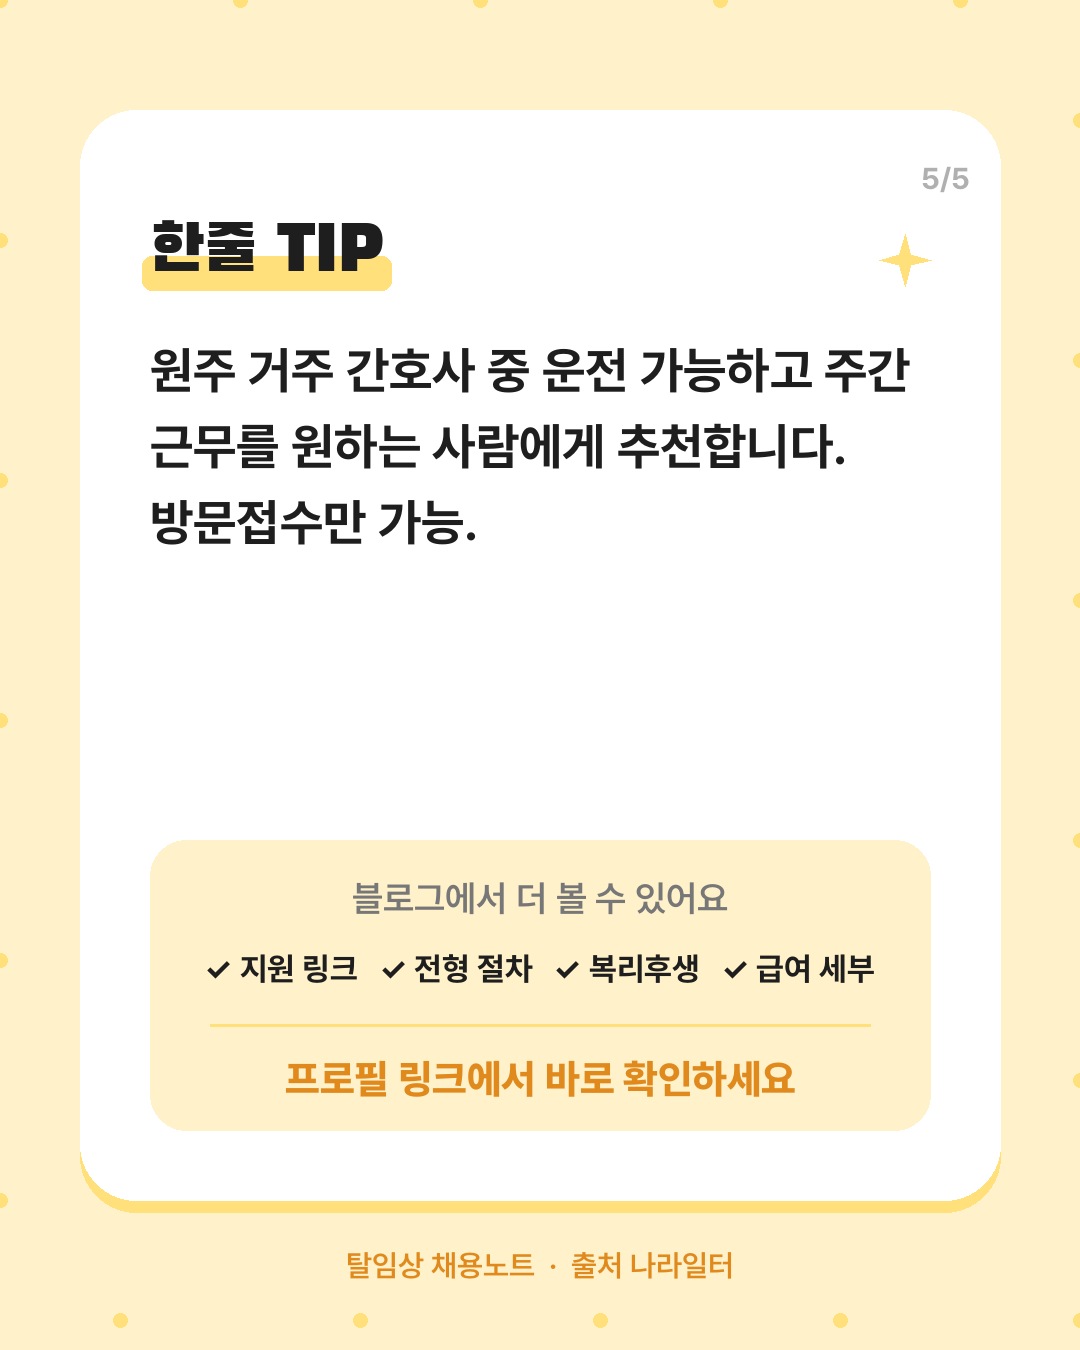 5/5
한줄 TIP
원주 거주 간호사 중 운전 가능하고 주간
근무를 원하는 사람에게 추천합니다.
방문접수만 가능.
블로그에서 더 볼 수 있어요
✓ 지원 링크 ✓ 전형 절차 ✓ 복리후생 ✓ 급여 세부
프로필 링크에서 바로 확인하세요
탈임상 채용노트 · 출처 나라일터